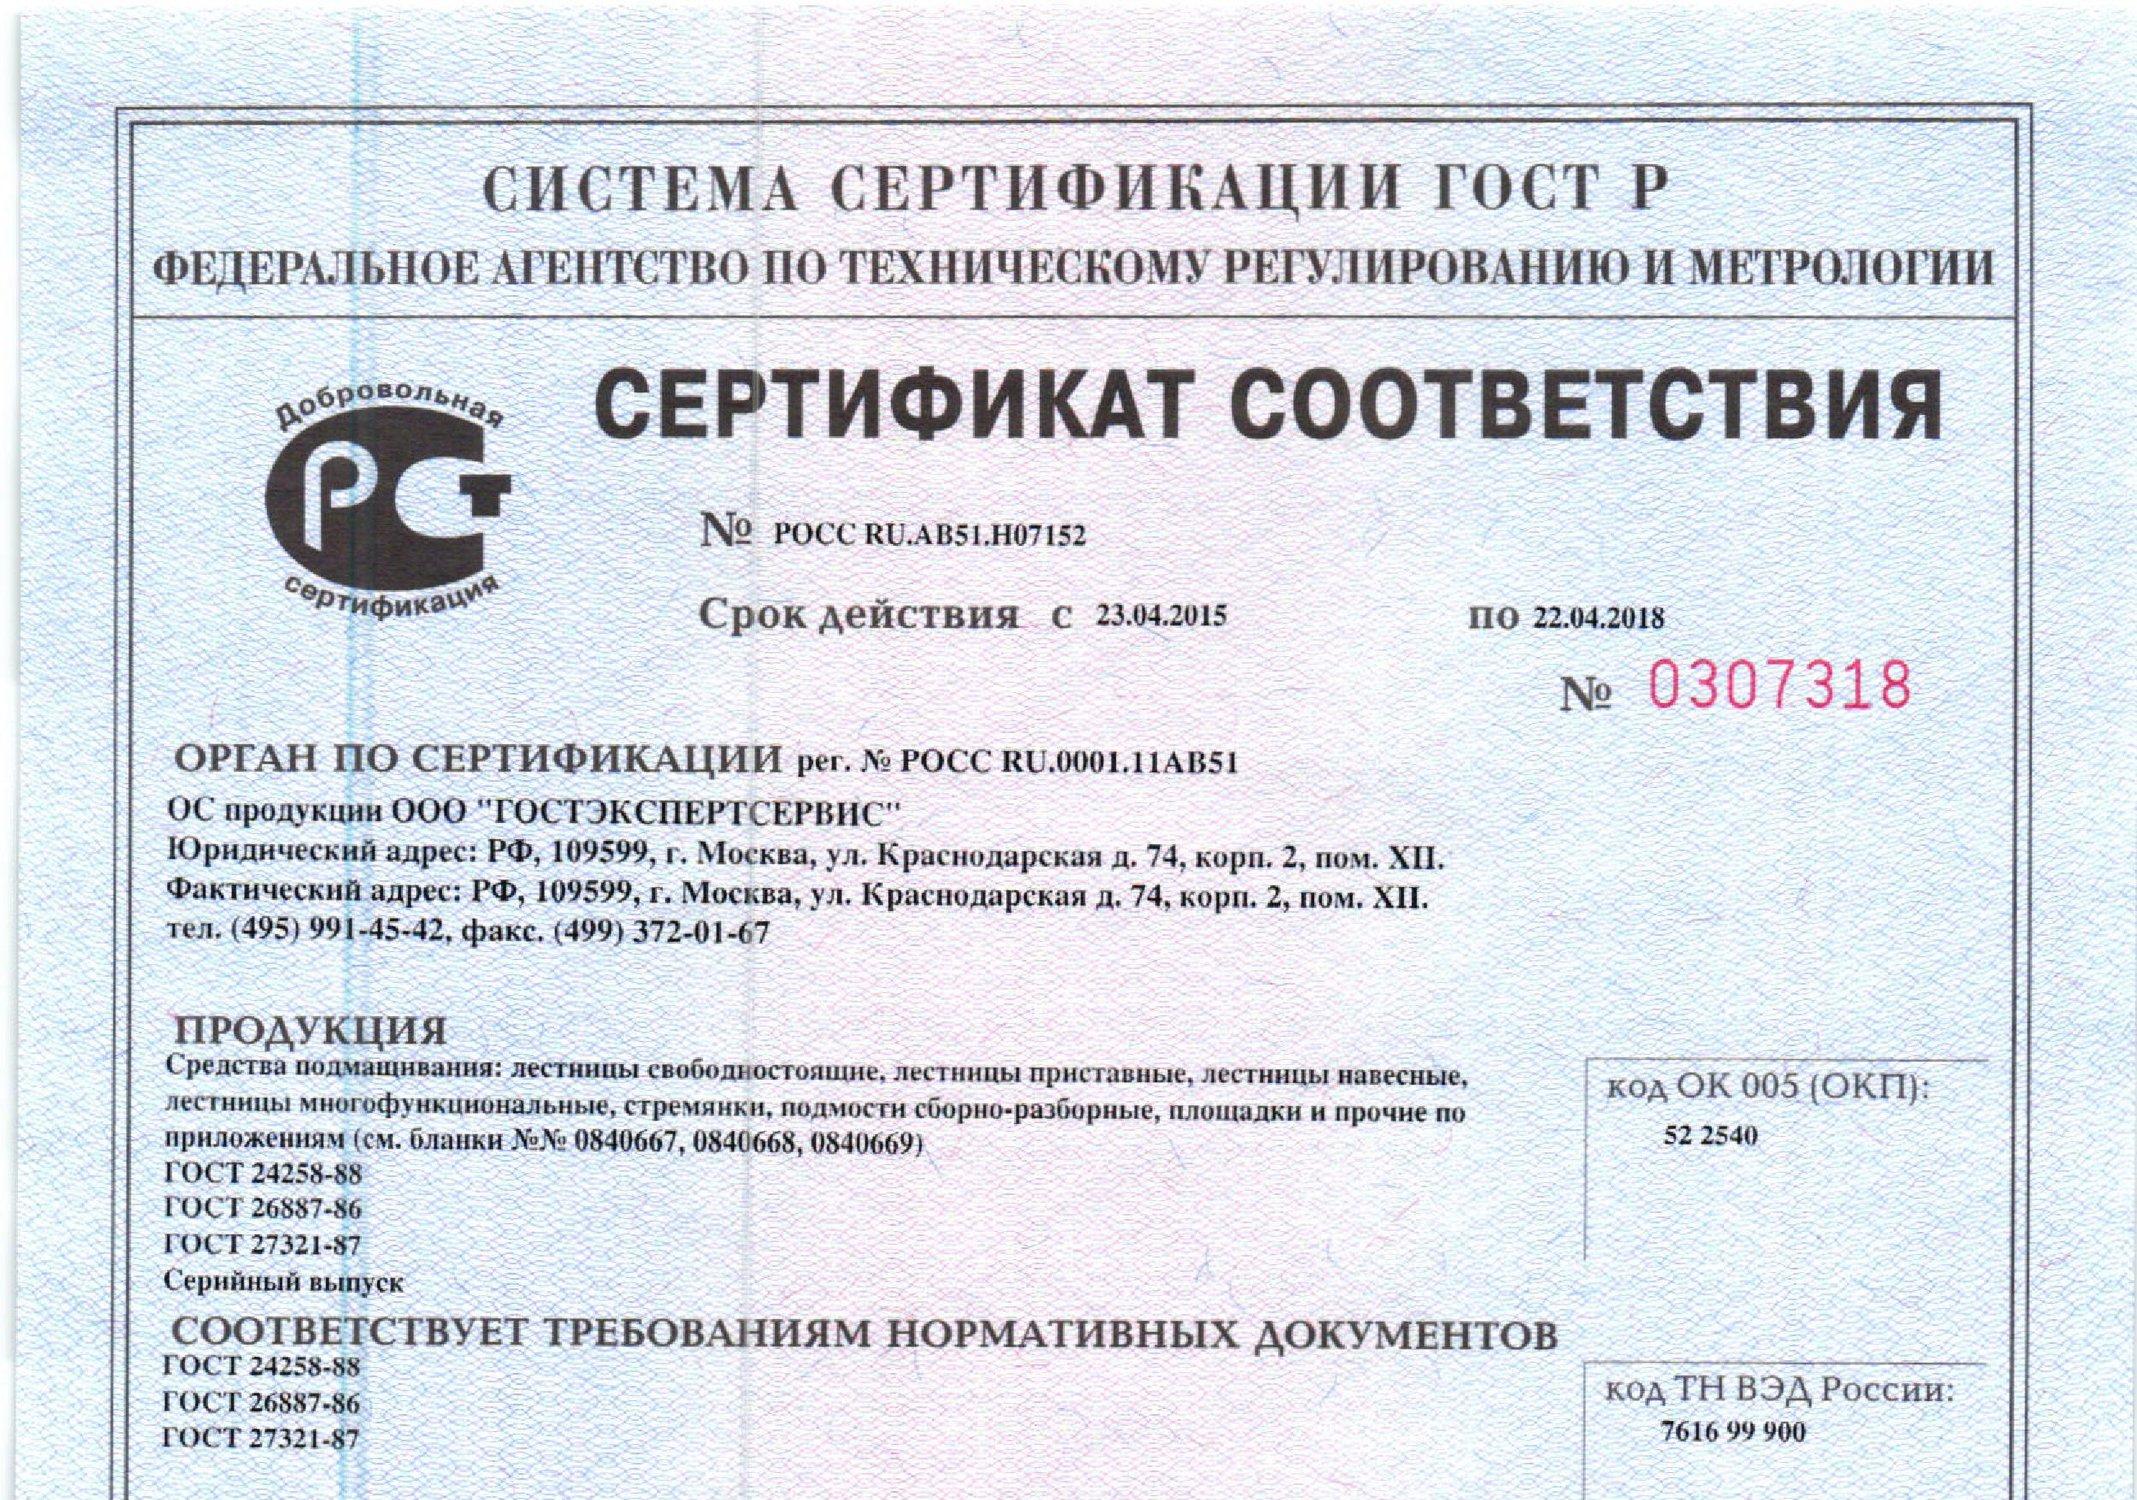 СИСТЕМА СЕРТИФИКАЦИИ ГОСТ Р
ФЕДЕРАЛЬНОЕ АГЕНТСТВО ПО ТЕХНИЧЕСКОМУ РЕГУЛИРОВАНИЮ И МЕТРОЛОГИИ
СЕРТИФИКАТ СООТВЕТСТВИЯ
Добровольная
РСТ
сертификация
№ РОСС RU.АВ51.Н07152
Срок действия с 23.04.2015 по 22.04.2018
№ 0307318
ОРГАН ПО СЕРТИФИКАЦИИ рег. № РОСС RU.0001.11АВ51
ОС продукции ООО "ГОСТЭКСПЕРТСЕРВИС"
Юридический адрес: РФ, 109599, г. Москва, ул. Краснодарская д. 74, корп. 2, пом. XII.
Фактический адрес: РФ, 109599, г. Москва, ул. Краснодарская д. 74, корп. 2, пом. XII.
тел. (495) 991-45-42, факс. (499) 372-01-67
ПРОДУКЦИЯ
Средства подмащивания: лестницы свободностоящие, лестницы приставные, лестницы навесные,
лестницы многофункциональные, стремянки, подмости сборно-разборные, площадки и прочие по
приложениям (см. бланки №№ 0840667, 0840668, 0840669)
ГОСТ 24258-88
ГОСТ 26887-86
ГОСТ 27321-87
Серийный выпуск
код ОК 005 (ОКП):
52 2540
СООТВЕТСТВУЕТ ТРЕБОВАНИЯМ НОРМАТИВНЫХ ДОКУМЕНТОВ
ГОСТ 24258-88
ГОСТ 26887-86
ГОСТ 27321-87
код ТН ВЭД России:
7616 99 900